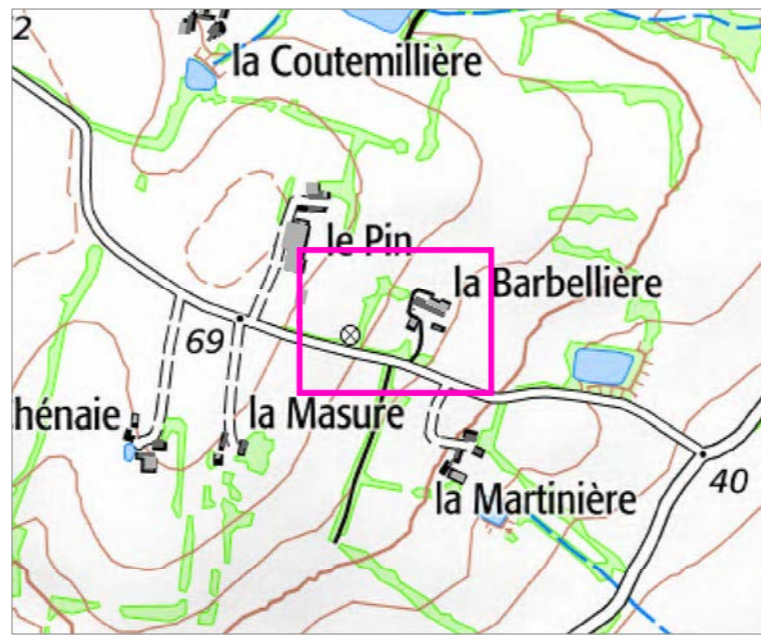 2
la Coutemillière
le Pin
la Barbellière
69
hénaie
la Masure
la Martinière
40